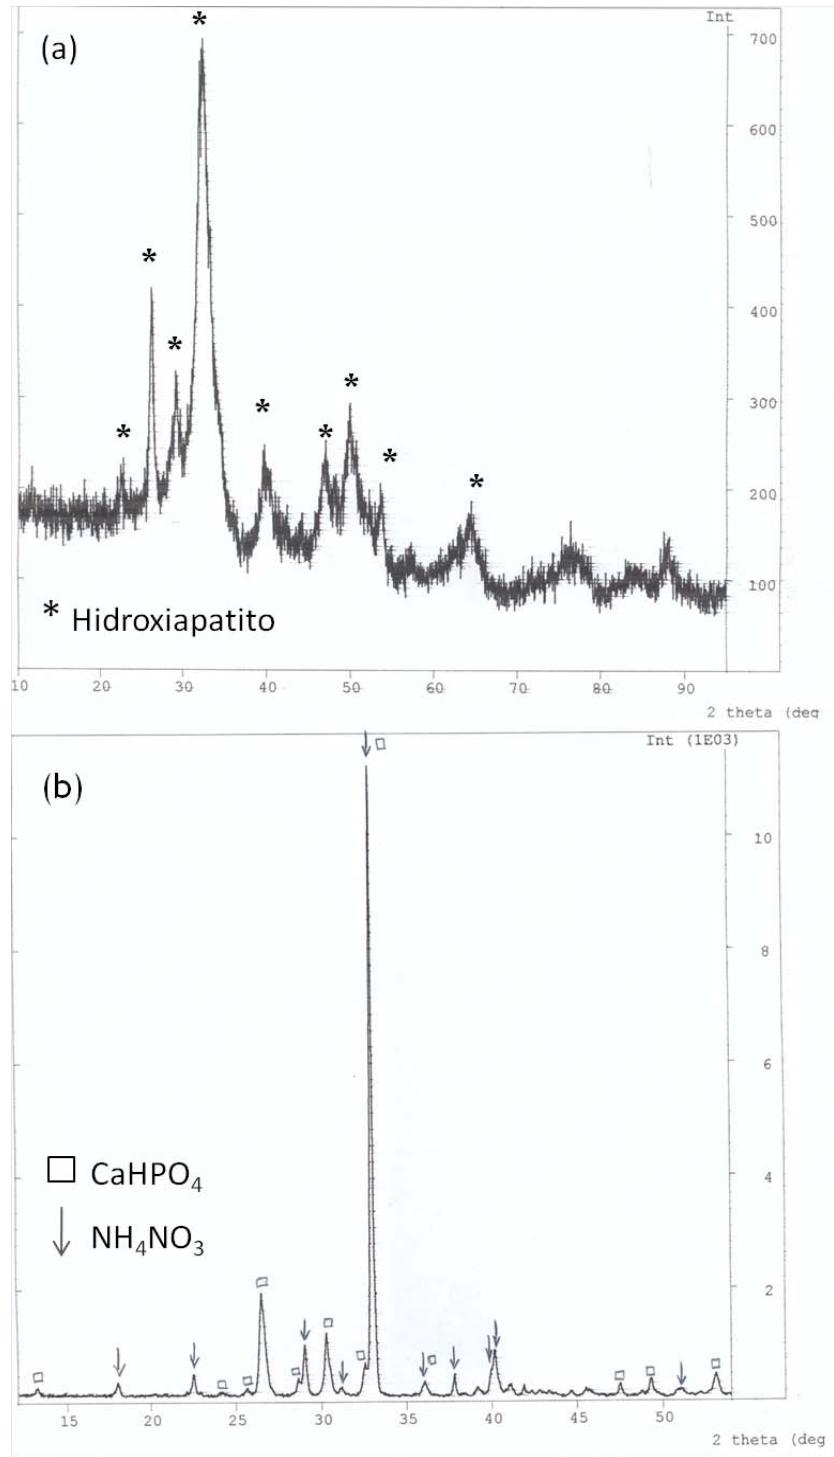 (a)
Int
700
600
500
400
300
200
100
* Hidroxiapatito
10 20 30 40 50 60 70 80 90
2 theta (deg
(b)
Int (1E03)
10
8
6
4
2
CaHPO₄
NH₄NO₃
15 20 25 30 35 40 45 50
2 theta (deg